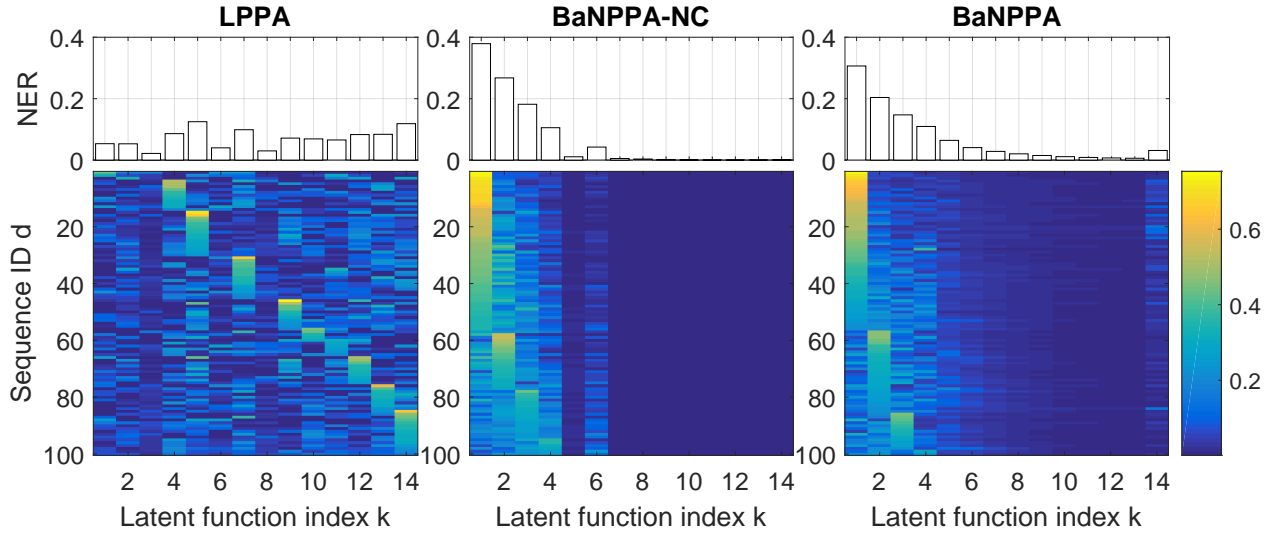 LPPA BaNPPA-NC BaNPPA
NER
0.4 0.4 0.4
0.2 0.2 0.2
0 0 0
Sequence ID d
20 20 20 0.6
40 40 40 0.4
60 60 60
80 80 80 0.2
100 100 100
2 4 6 8 10 12 14 2 4 6 8 10 12 14 2 4 6 8 10 12 14
Latent function index k Latent function index k Latent function index k